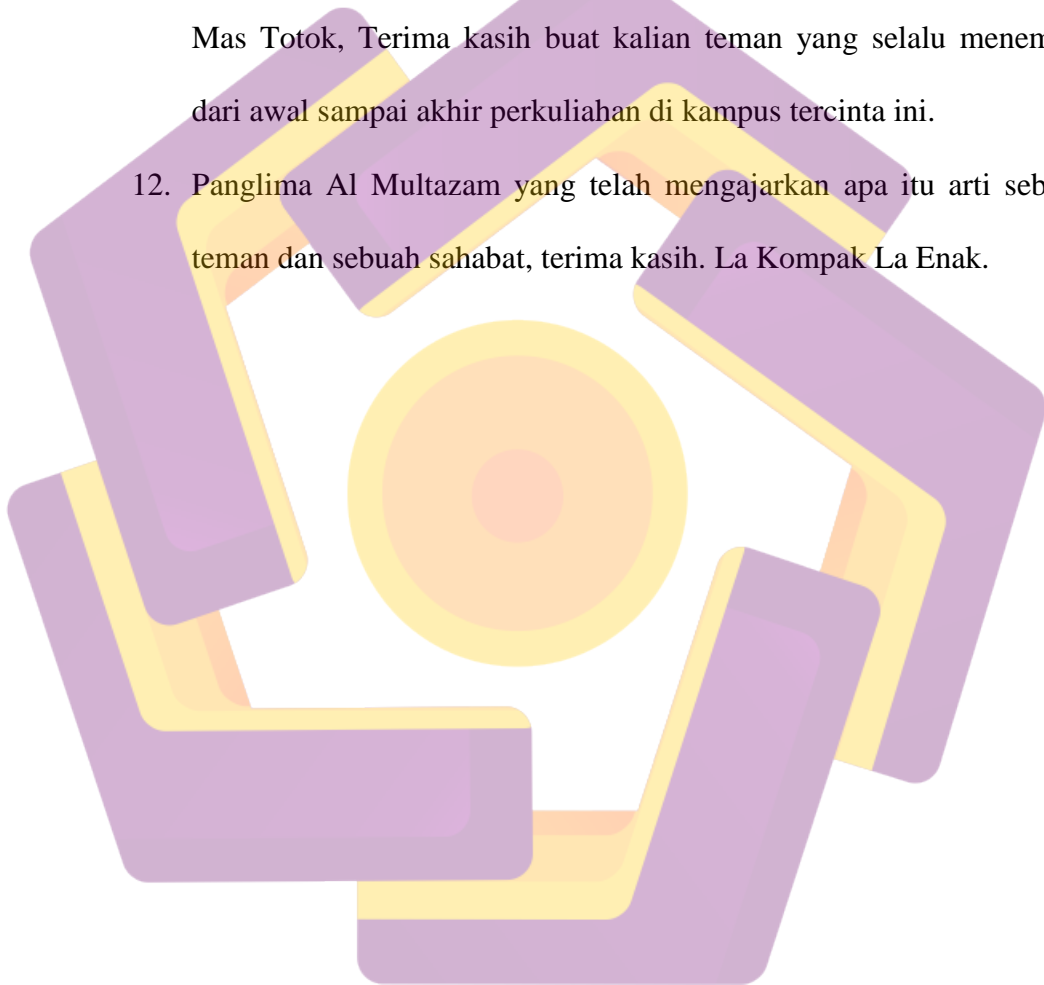 Mas Totok, Terima kasih buat kalian teman yang selalu
dari awal sampai akhir perkuliahan di kampus tercinta ini.
12. Panglima Al Multazam yang telah mengajarkan apa itu arti
teman dan sebuah sahabat, terima kasih. La Kompak La Enak.